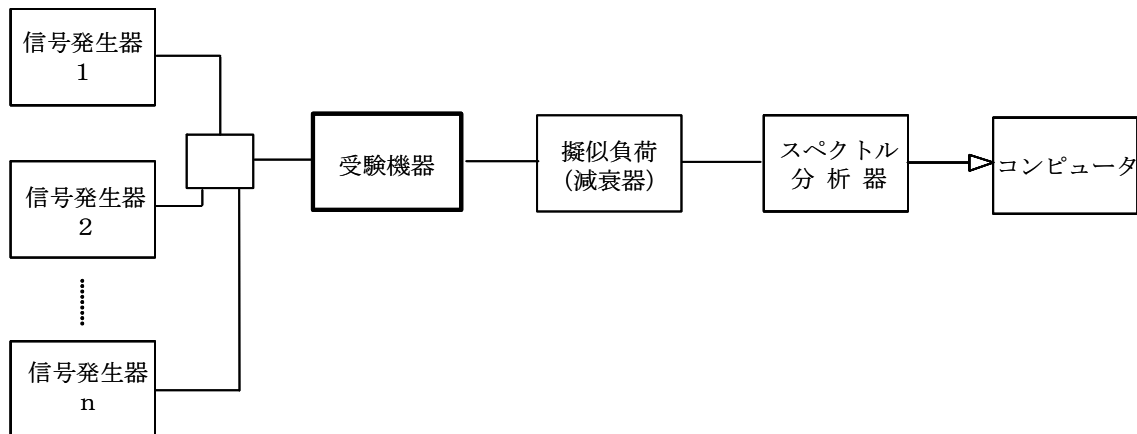 信号発生器
1
信号発生器
2
信号発生器
n
受験機器
擬似負荷
(減衰器)
スペクトル
分 析 器
コンピュータ